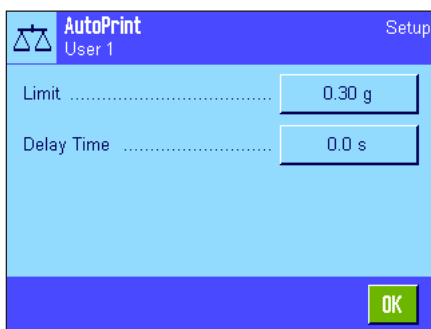 AutoPrint
Setup
User 1
Limit .................................... 0.30 g
Delay Time ........................... 0.0 s
OK